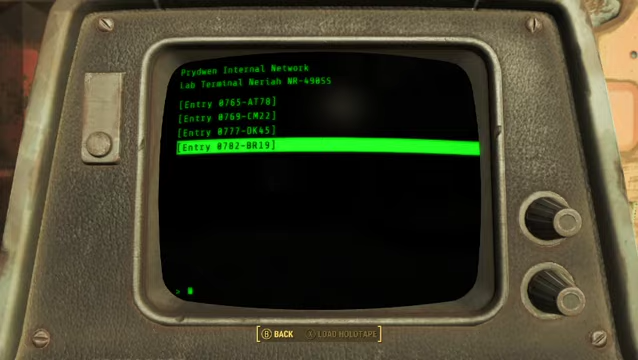 Prydwen Internal Network
Lab Terminal Neriah NR-4905S
[Entry 0765-AT78]
[Entry 0769-CM22]
[Entry 0777-DK45]
[Entry 0782-BR19]
>
B) BACK A) LOAD HOLOTAPE